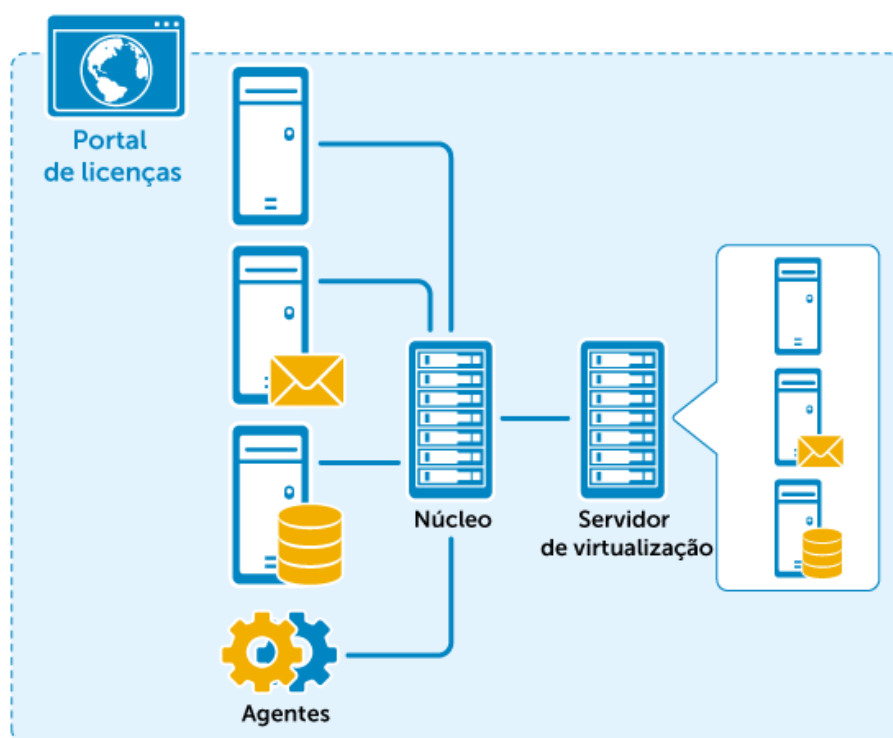 Portal
de licenças
Núcleo
Servidor
de virtualização
Agentes